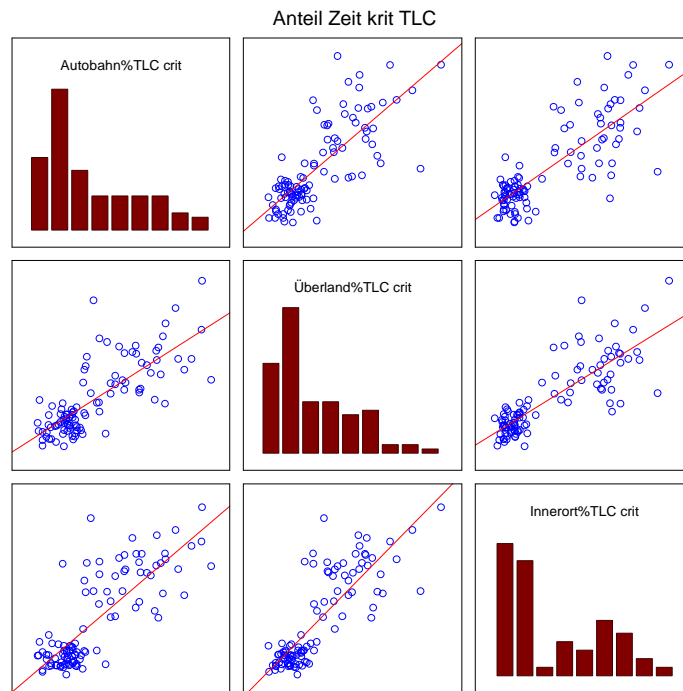 Anteil Zeit krit TLC
Autobahn%TLC crit
Überland%TLC crit
Innerort%TLC crit